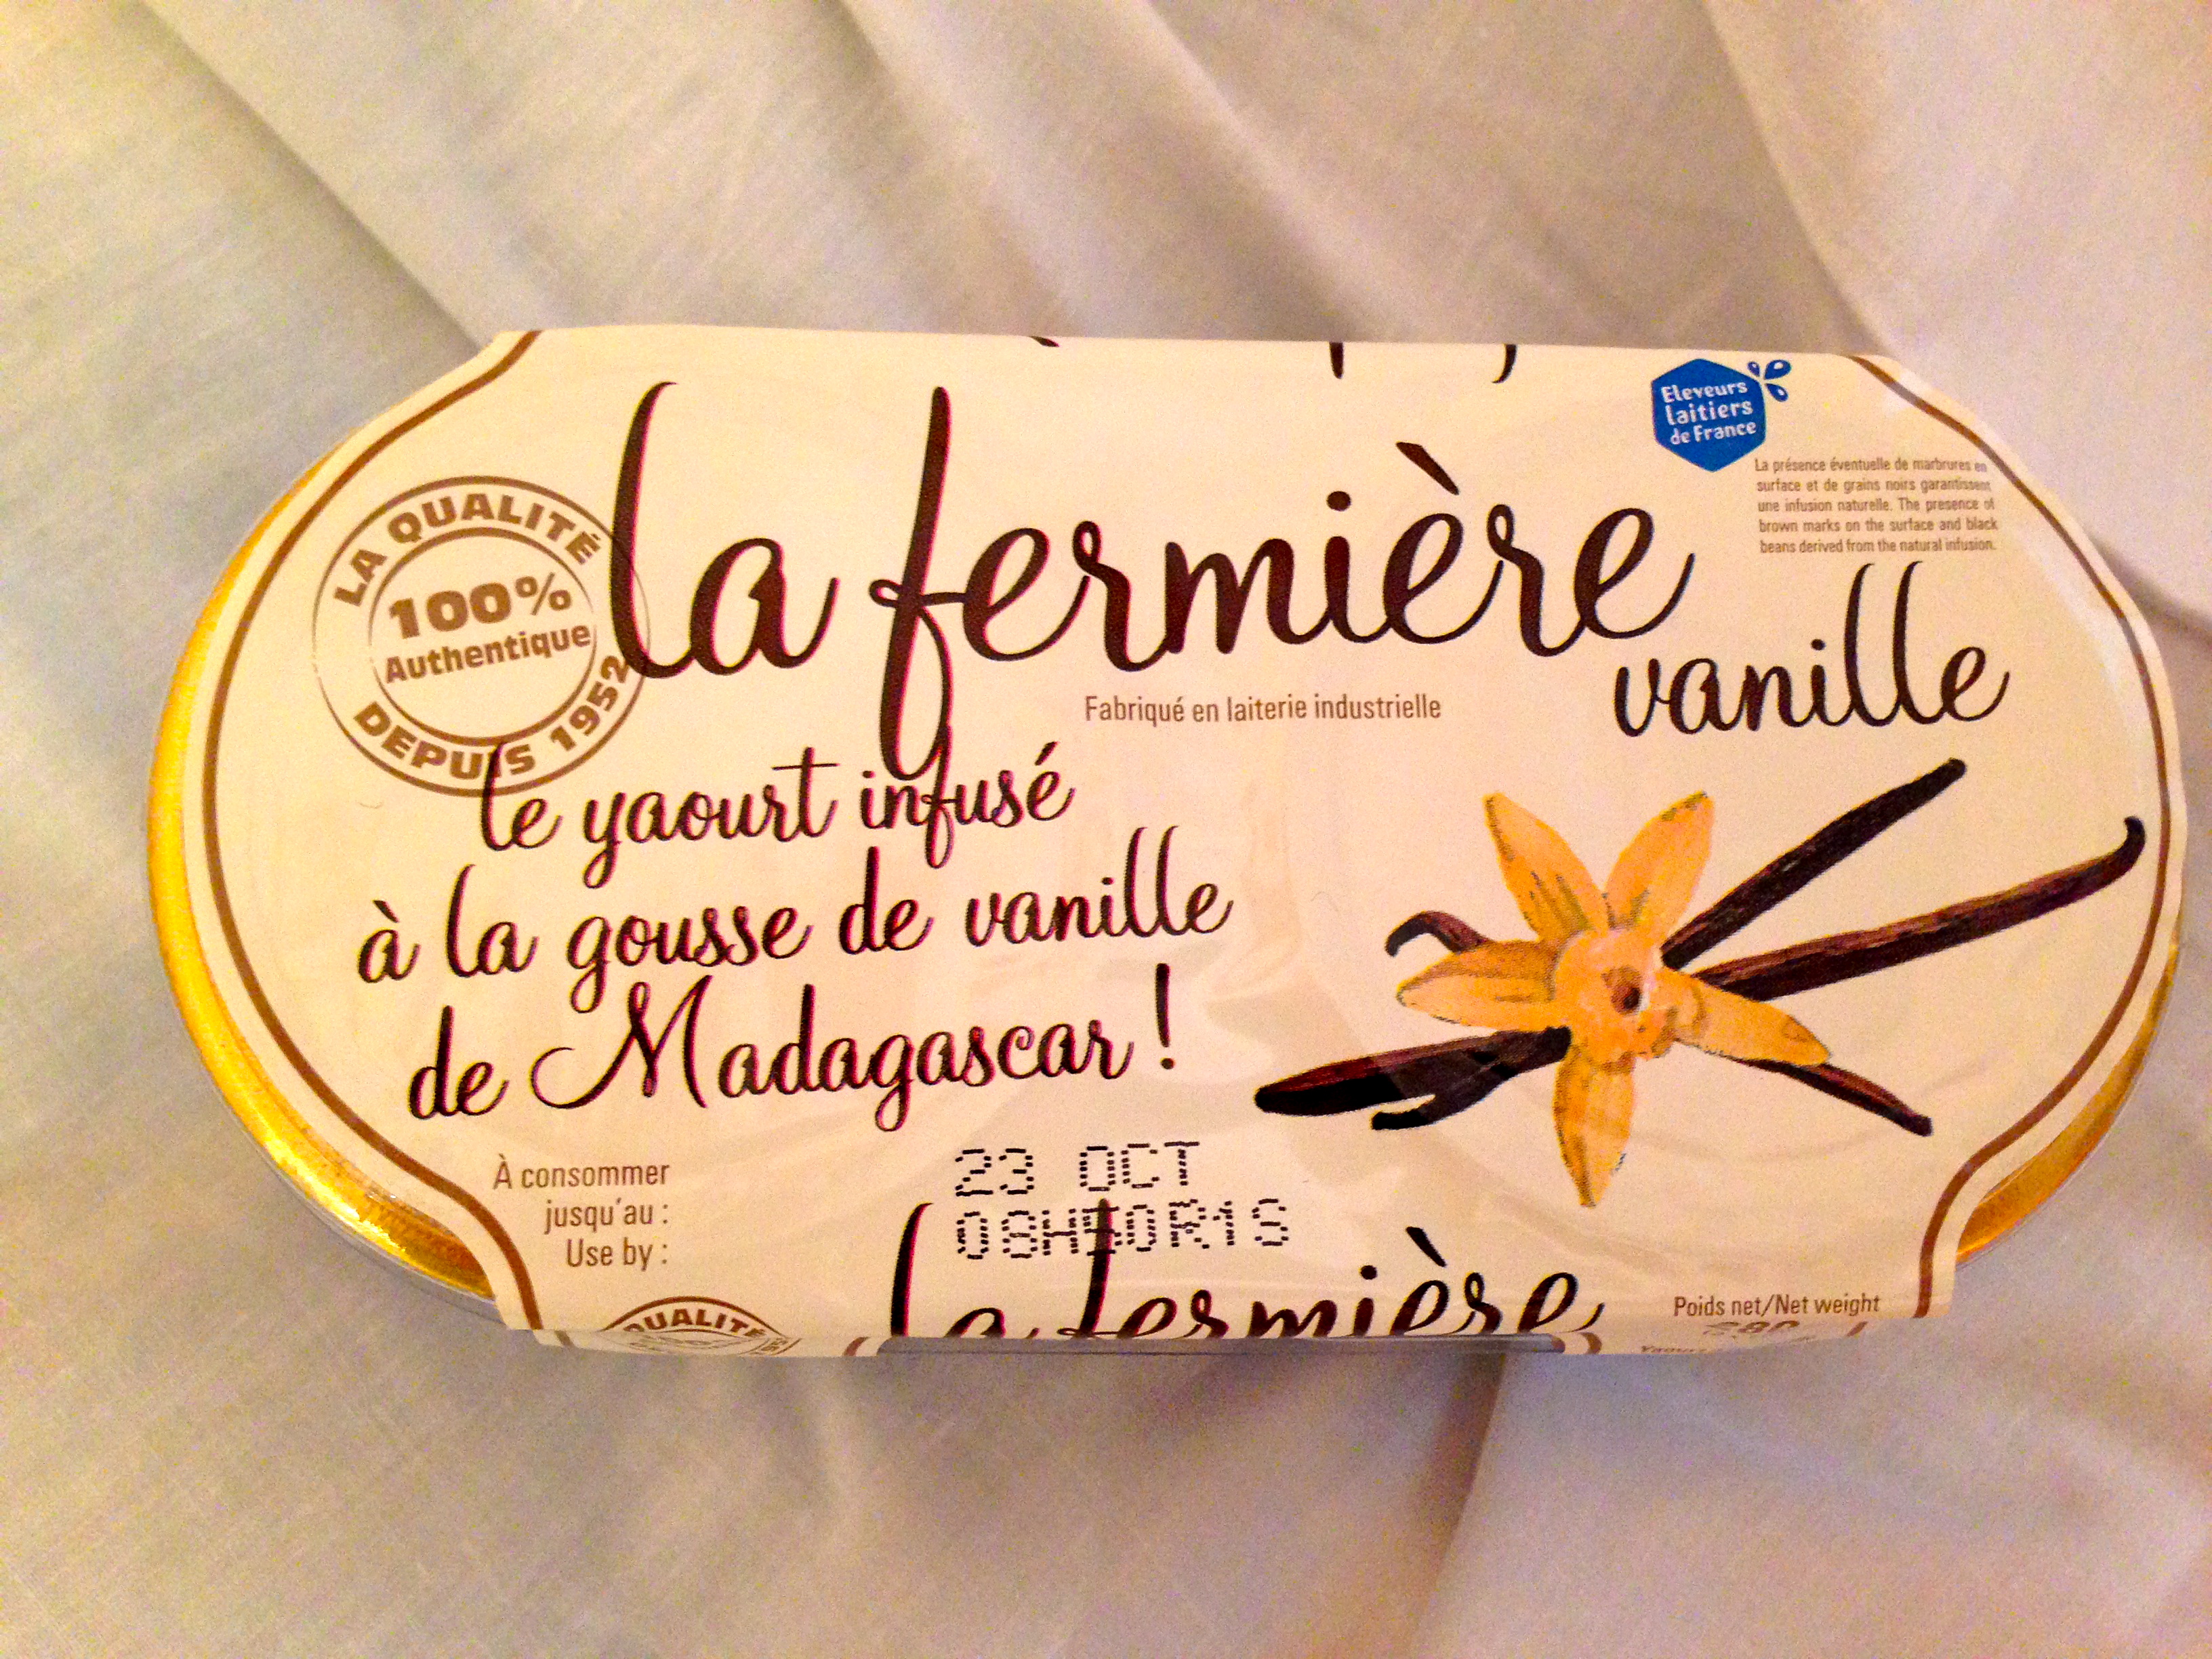 Eleveurs
laitiers
de France
La présence éventuelle de marbrures en
surface et de grains noirs garantissent
une infusion naturelle. The presence of
brown marks on the surface and black
beans derived from the natural infusion.
LA QUALITÉ
100%
Authentique
DEPUIS 1952
la fermière
vanille
Fabriqué en laiterie industrielle
le yaourt infusé
à la gousse de vanille
de Madagascar !
À consommer
jusqu'au :
Use by :
23 OCT
la fermière
QUALITÉ
Poids net/Net weight